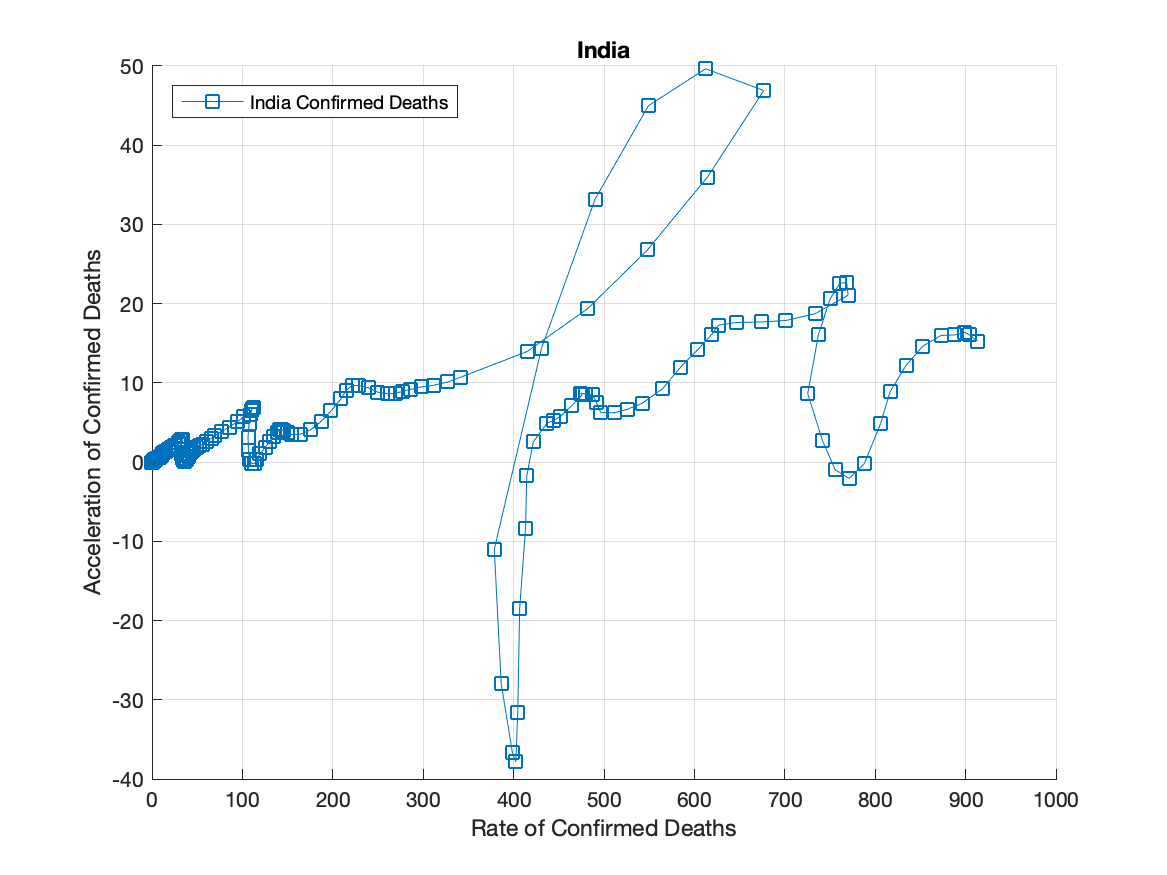 India
India Confirmed Deaths
50
40
30
20
10
0
-10
-20
-30
-40
Acceleration of Confirmed Deaths
0 100 200 300 400 500 600 700 800 900 1000
Rate of Confirmed Deaths